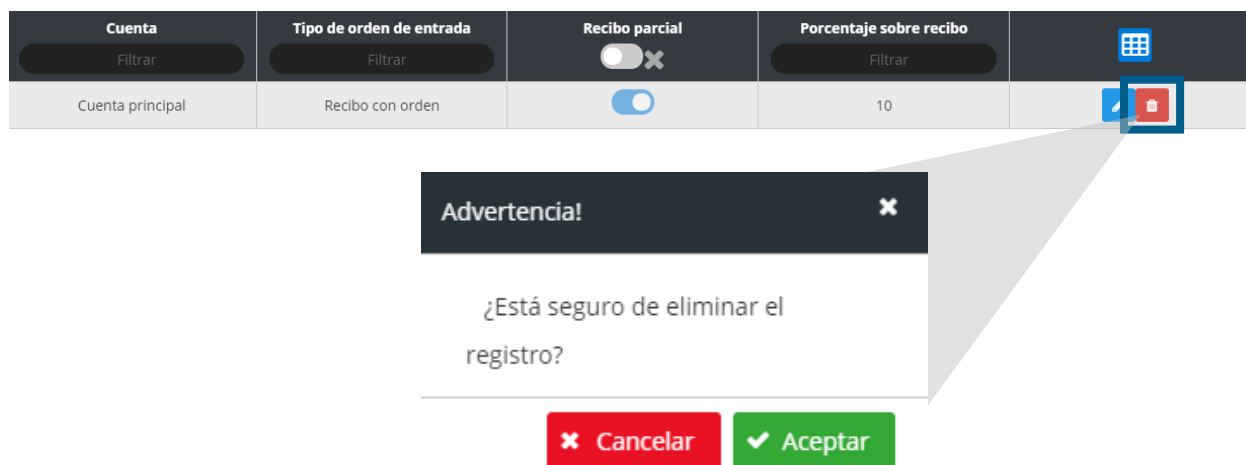 Cuenta Tipo de orden de entrada Recibo parcial Porcentaje sobre recibo
Filtrar Filtrar Filtrar
Cuenta principal Recibo con orden 10
Advertencia!
¿Está seguro de eliminar el
registro?
Cancelar Aceptar